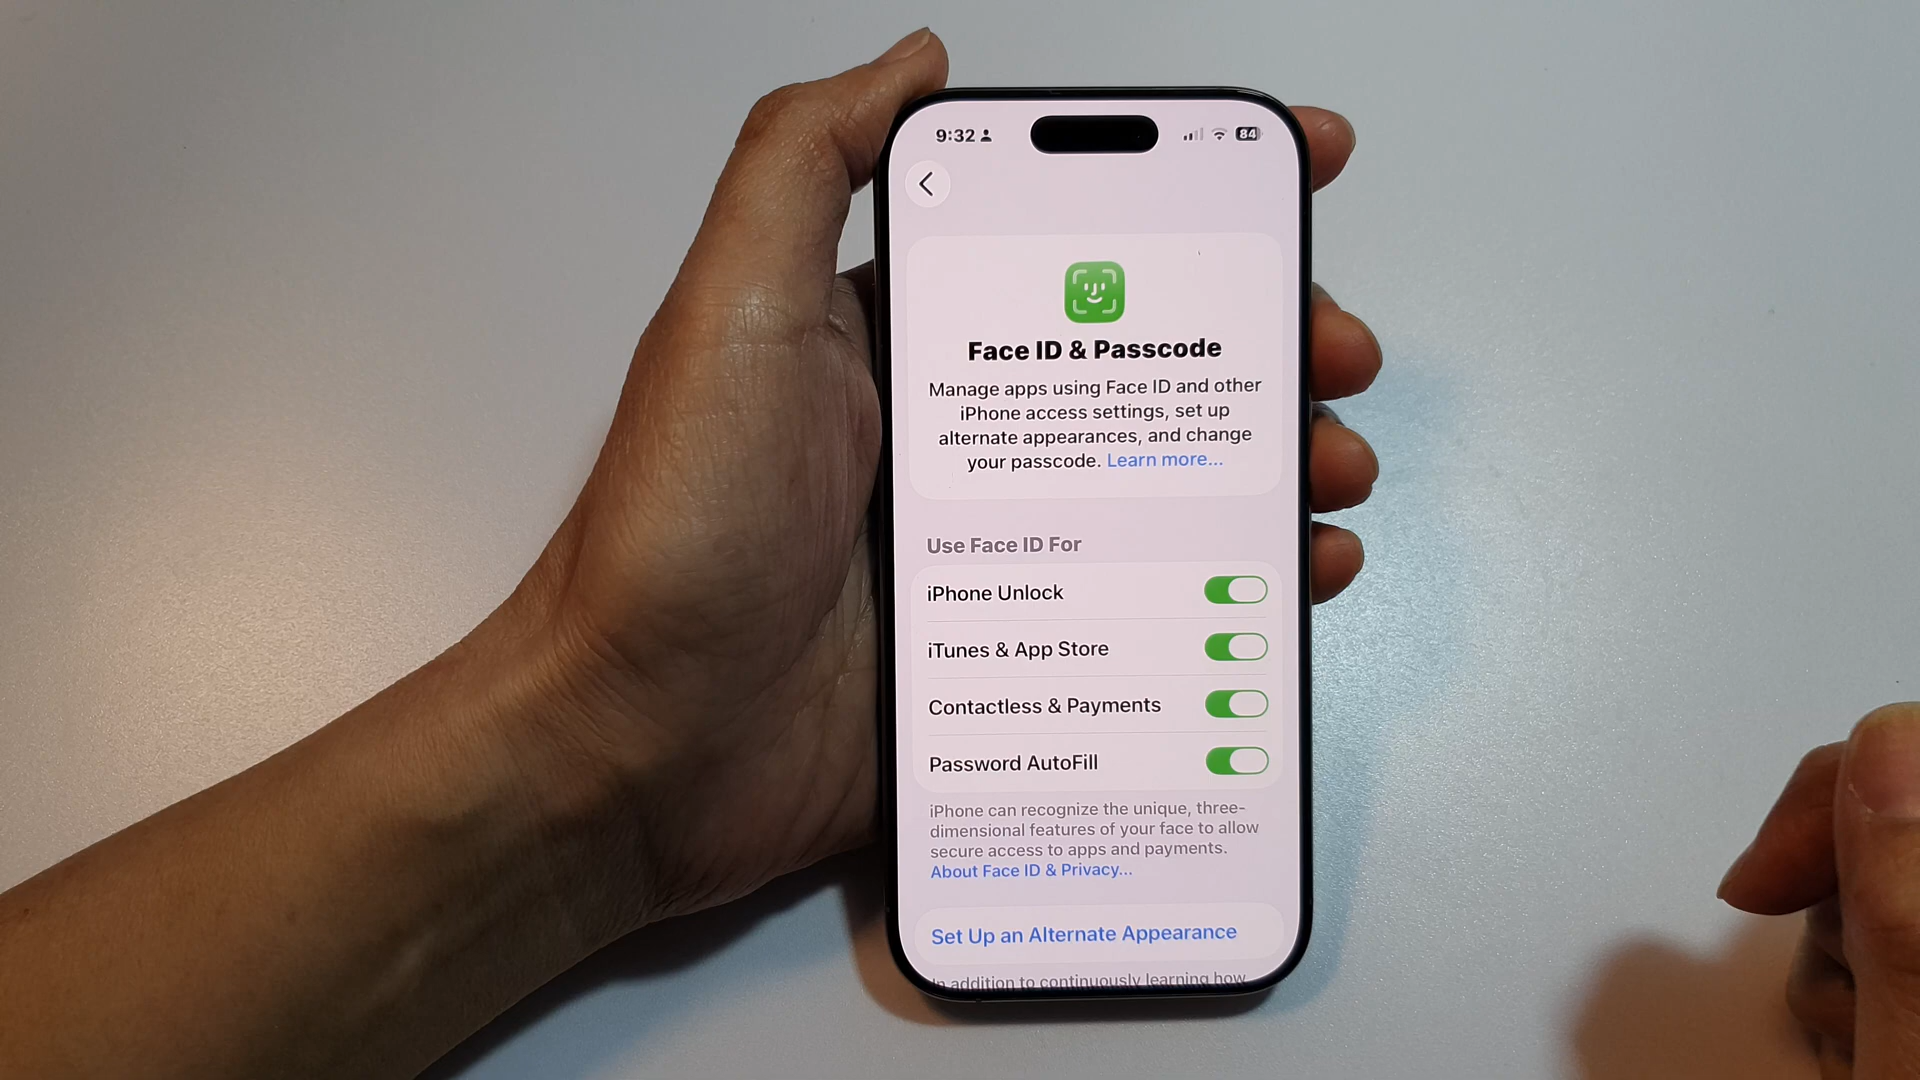 9:32
84
Face ID & Passcode
Manage apps using Face ID and other
iPhone access settings, set up
alternate appearances, and change
your passcode. Learn more...
Use Face ID For
iPhone Unlock
iTunes & App Store
Contactless & Payments
Password AutoFill
iPhone can recognize the unique, three-
dimensional features of your face to allow
secure access to apps and payments.
About Face ID & Privacy...
Set Up an Alternate Appearance
In addition to continuously learning how